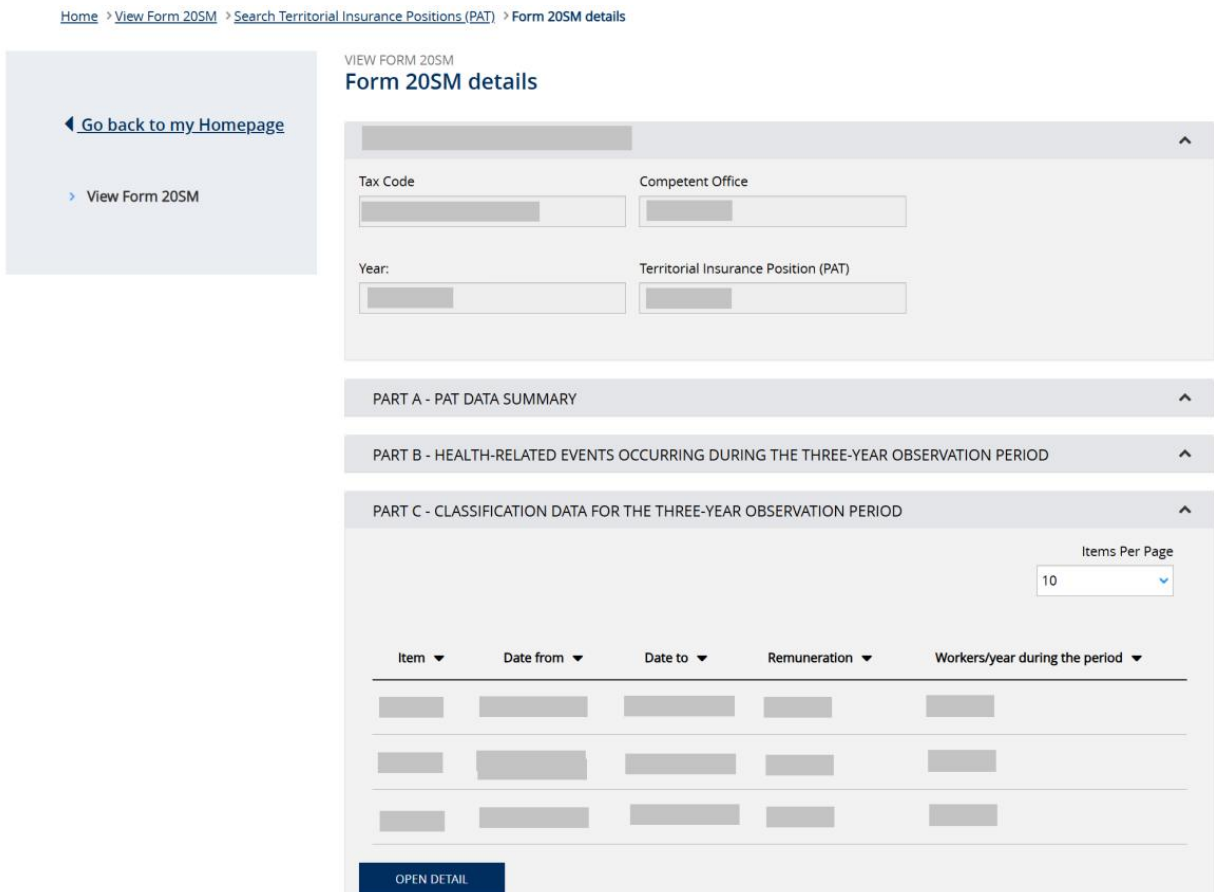 Home > View Form 20SM > Search Territorial Insurance Positions (PAT) > Form 20SM details
Go back to my Homepage
> View Form 20SM
VIEW FORM 20SM
Form 20SM details
Tax Code
Competent Office
Year:
Territorial Insurance Position (PAT)
PART A - PAT DATA SUMMARY
PART B - HEALTH-RELATED EVENTS OCCURRING DURING THE THREE-YEAR OBSERVATION PERIOD
PART C - CLASSIFICATION DATA FOR THE THREE-YEAR OBSERVATION PERIOD
Items Per Page
10
Item Date from Date to Remuneration Workers/year during the period
OPEN DETAIL